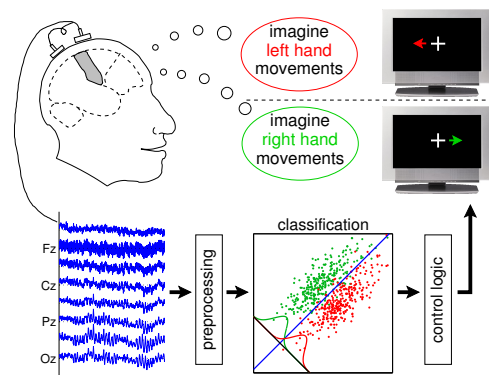 imagine
left hand
movements
imagine
right hand
movements
classification
Fz
Cz
Pz
Oz
preprocessing
control logic